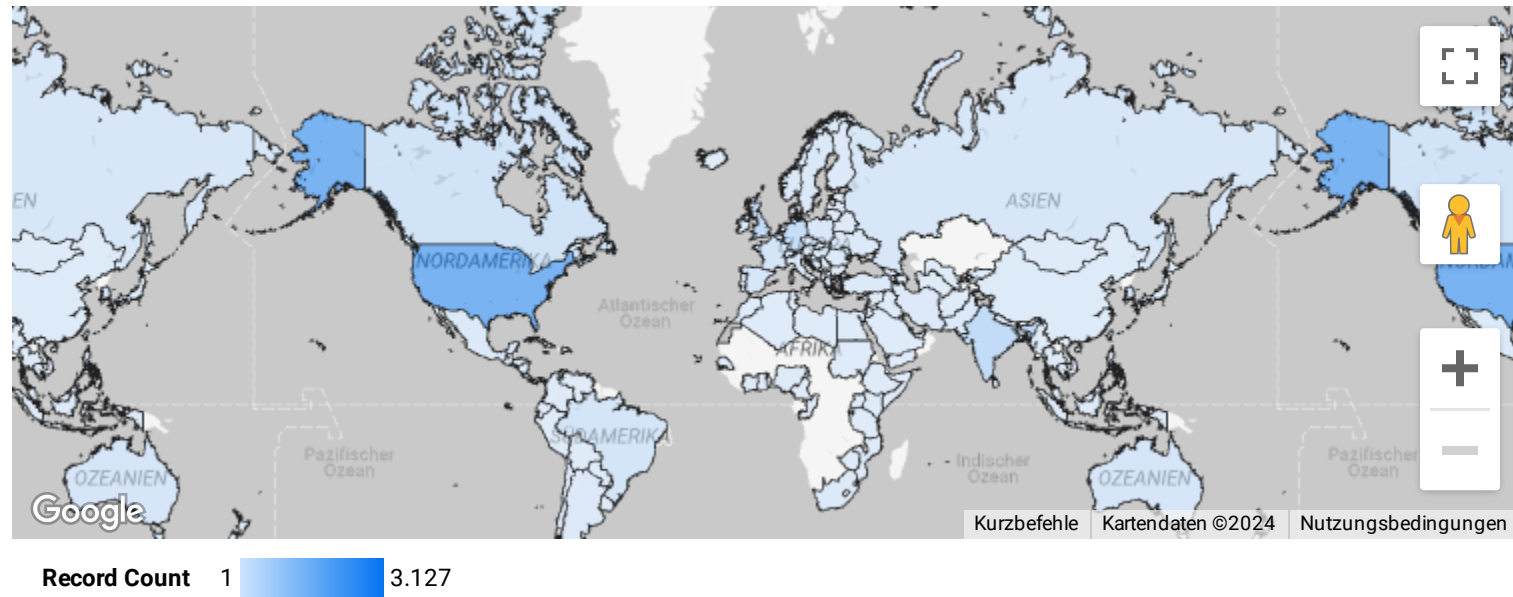 EN
ASIEN
NORDAMERIKA
Atlantischer
Ozean
AFRIKA
SÜDAMERIKA
Pazifischer
Ozean
Indischer
Ozean
Pazifischer
Ozean
OZEANIEN
OZEANIEN
Google
Kurzbefehle Kartendaten ©2024 Nutzungsbedingungen
Record Count 1 3.127